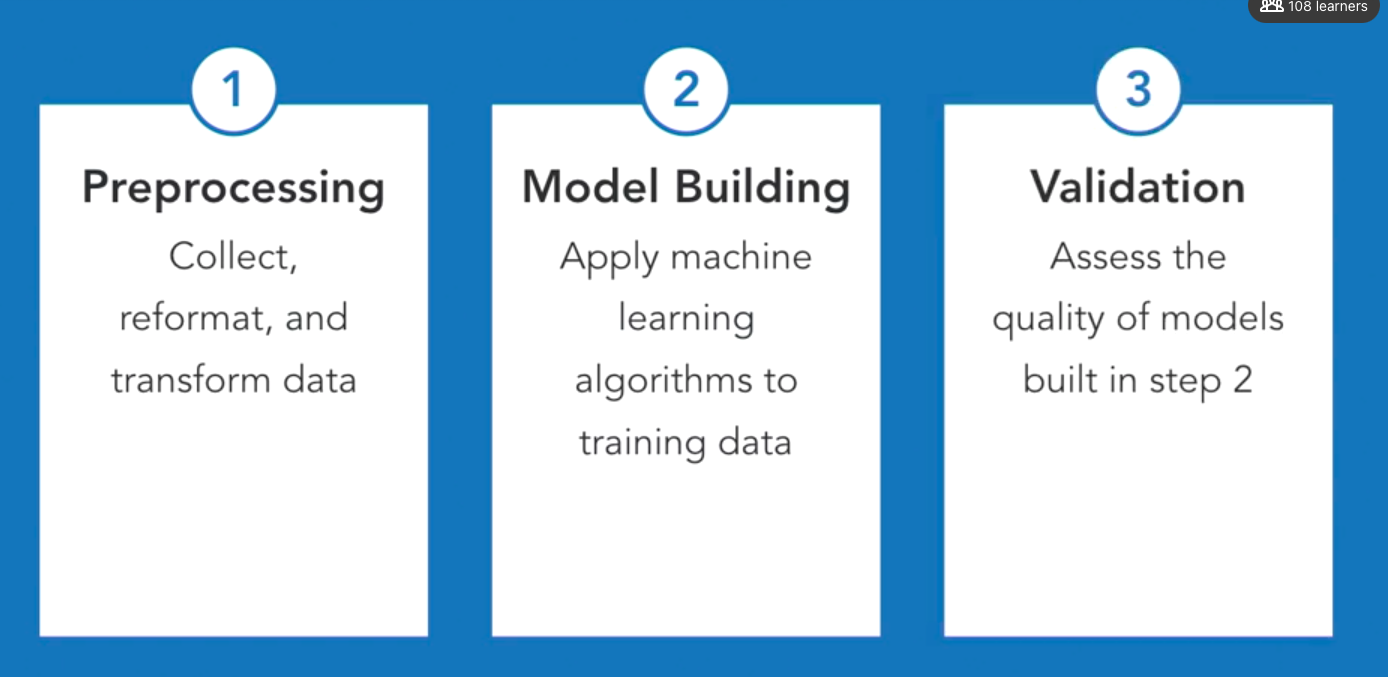 108 learners
1
Preprocessing
Collect,
reformat, and
transform data
2
Model Building
Apply machine
learning
algorithms to
training data
3
Validation
Assess the
quality of models
built in step 2